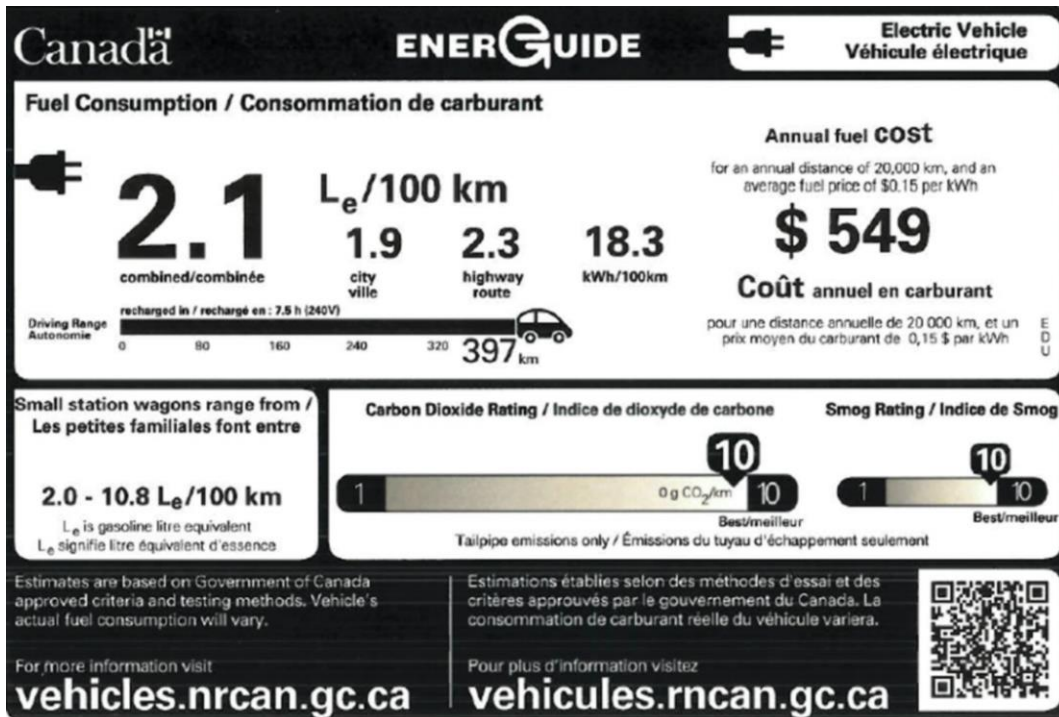 Canada
ENERGUIDE
Electric Vehicle
Véhicule électrique
Fuel Consumption / Consommation de carburant
2.1
combined/combinée
Le/100 km
1.9
city
ville
2.3
highway
route
18.3
kWh/100km
recharged in / rechargé en : 7.5 h (240V)
Driving Range
Autonomie
0 80 160 240 320 397 km
Annual fuel COST
for an annual distance of 20,000 km, and an
average fuel price of $0.15 per kWh
$ 549
Coût annuel en carburant
pour une distance annuelle de 20 000 km, et un
prix moyen du carburant de 0,15 $ par kWh
EDU
Small station wagons range from /
Les petites familiales font entre
2.0 - 10.8 Le/100 km
Le is gasoline litre equivalent
Le signifie litre équivalent d'essence
Carbon Dioxide Rating / Indice de dioxyde de carbone
10
1
0 g CO2/km
10
Best/meilleur
Smog Rating / Indice de Smog
10
1
10
Best/meilleur
Tailpipe emissions only / Émissions du tuyau d'échappement seulement
Estimates are based on Government of Canada
approved criteria and testing methods. Vehicle's
actual fuel consumption will vary.
For more information visit
vehicles.nrcan.gc.ca
Estimations établies selon des méthodes d'essai et des
critères approuvés par le gouvernement du Canada. La
consommation de carburant réelle du véhicule variera.
Pour plus d'information visitez
vehicules.rncan.gc.ca